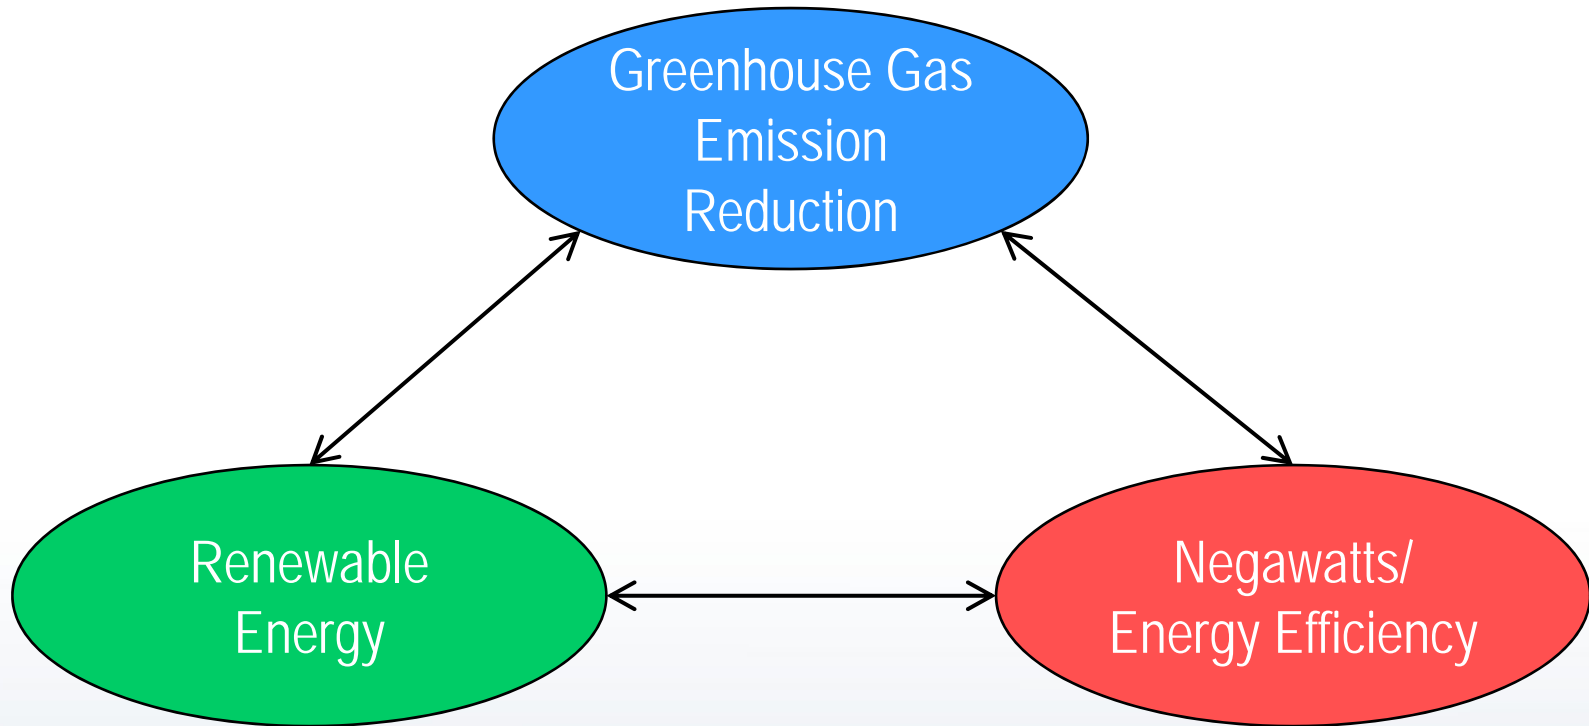 Greenhouse Gas
Emission
Reduction
Renewable
Energy
Negawatts/
Energy Efficiency